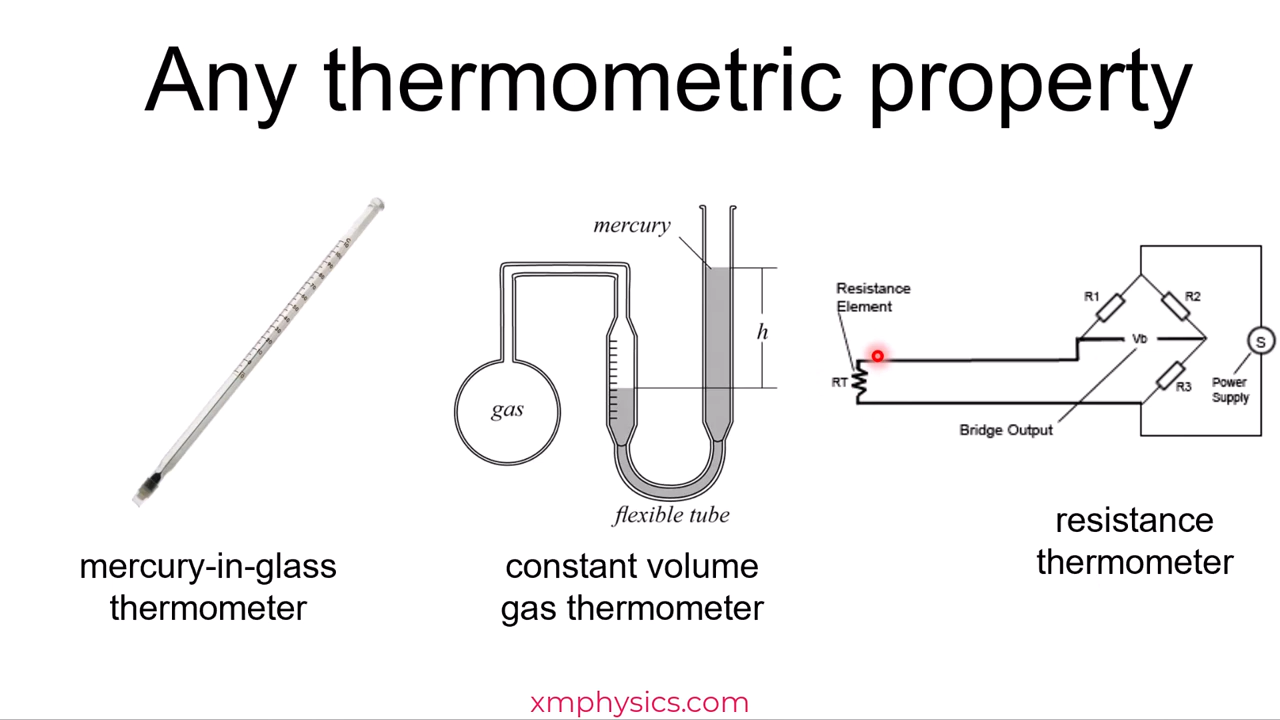 Any thermometric property
mercury
h
gas
flexible tube
Resistance
Element
RT
R1
R2
Vb
R3
S
Power
Supply
Bridge Output
mercury-in-glass
thermometer
constant volume
gas thermometer
resistance
thermometer
xmphysics.com